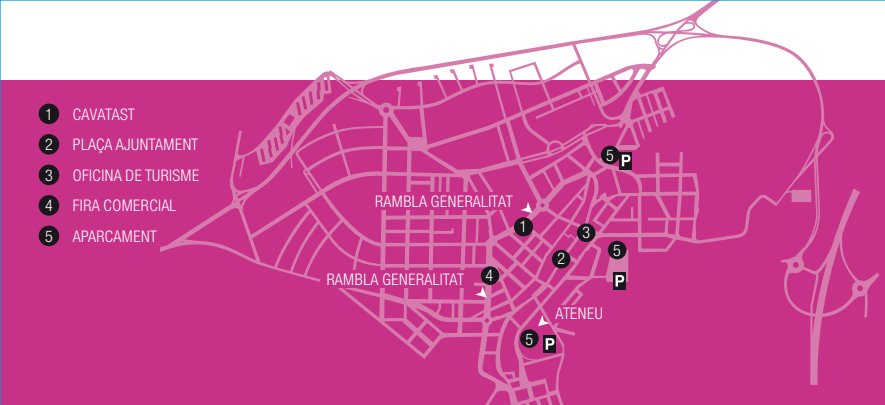 1 CAVATAST
2 PLAÇA AJUNTAMENT
3 OFICINA DE TURISME
4 FIRA COMERCIAL
5 APARCAMENT
5 P
RAMBLA GENERALITAT
1
3
2
5
P
RAMBLA GENERALITAT
4
ATENEU
5 P